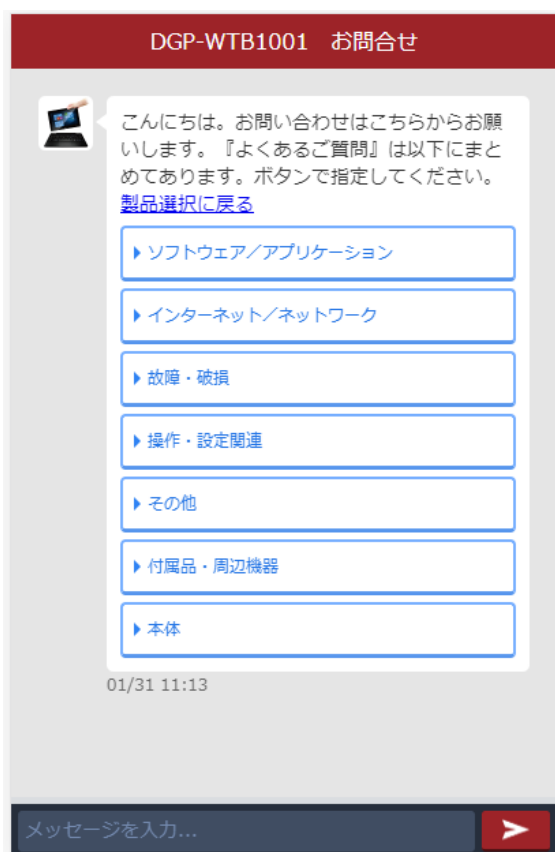 DGP-WTB1001　お問合せ
こんにちは。お問い合わせはこちらからお願
いします。『よくあるご質問』は以下にまと
めてあります。ボタンで指定してください。
製品選択に戻る
ソフトウェア／アプリケーション
インターネット／ネットワーク
故障・破損
操作・設定関連
その他
付属品・周辺機器
本体
01/31 11:13
メッセージを入力...